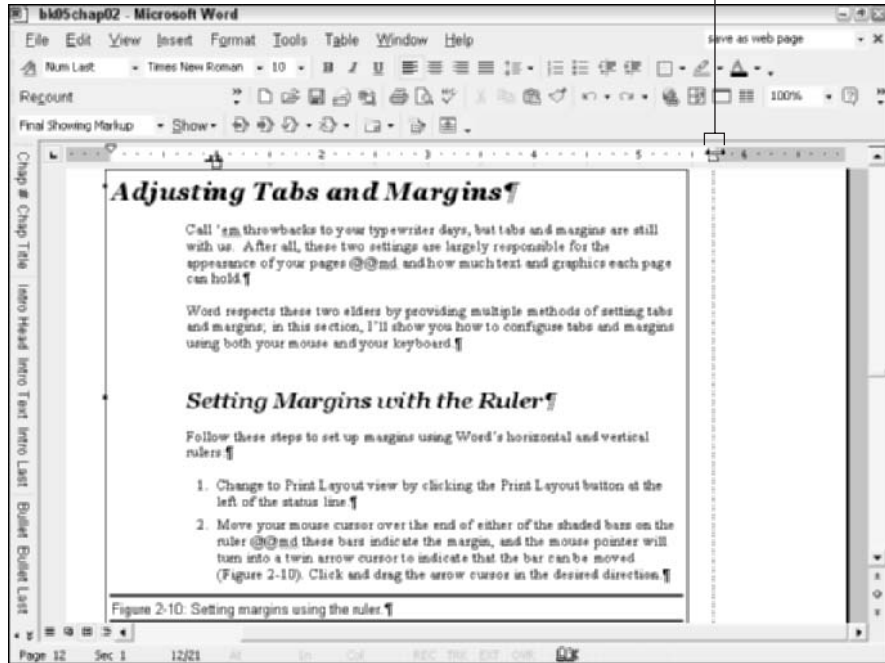 bk05chap02 - Microsoft Word
File Edit View Insert Format Tools Table Window Help
save as web page
Num Last Times New Roman 10 B I U
Recount 100%
Final Showing Markup Show
2 3 4 5 6
Chap # Chap Title Intro Head Intro Text Intro Last Bullet Bullet Last
Adjusting Tabs and Margins¶
Call 'em throwbacks to your typewriter days, but tabs and margins are still
with us. After all, these two settings are largely responsible for the
appearance of your pages @@md and how much text and graphics each page
can hold.¶
Word respects these two elders by providing multiple methods of setting tabs
and margins; in this section, I'll show you how to configure tabs and margins
using both your mouse and your keyboard.¶
Setting Margins with the Ruler¶
Follow these steps to set up margins using Word's horizontal and vertical
rulers.¶
1. Change to Print Layout view by clicking the Print Layout button at the
left of the status line.¶
2. Move your mouse cursor over the end of either of the shaded bars on the
ruler @@md these bars indicate the margin, and the mouse pointer will
turn into a twin arrow cursor to indicate that the bar can be moved
(Figure 2-10). Click and drag the arrow cursor in the desired direction.¶
Figure 2-10: Setting margins using the ruler.¶
Page 12 Sec 1 12/21 At Ln Col REC TRK EXT OVR